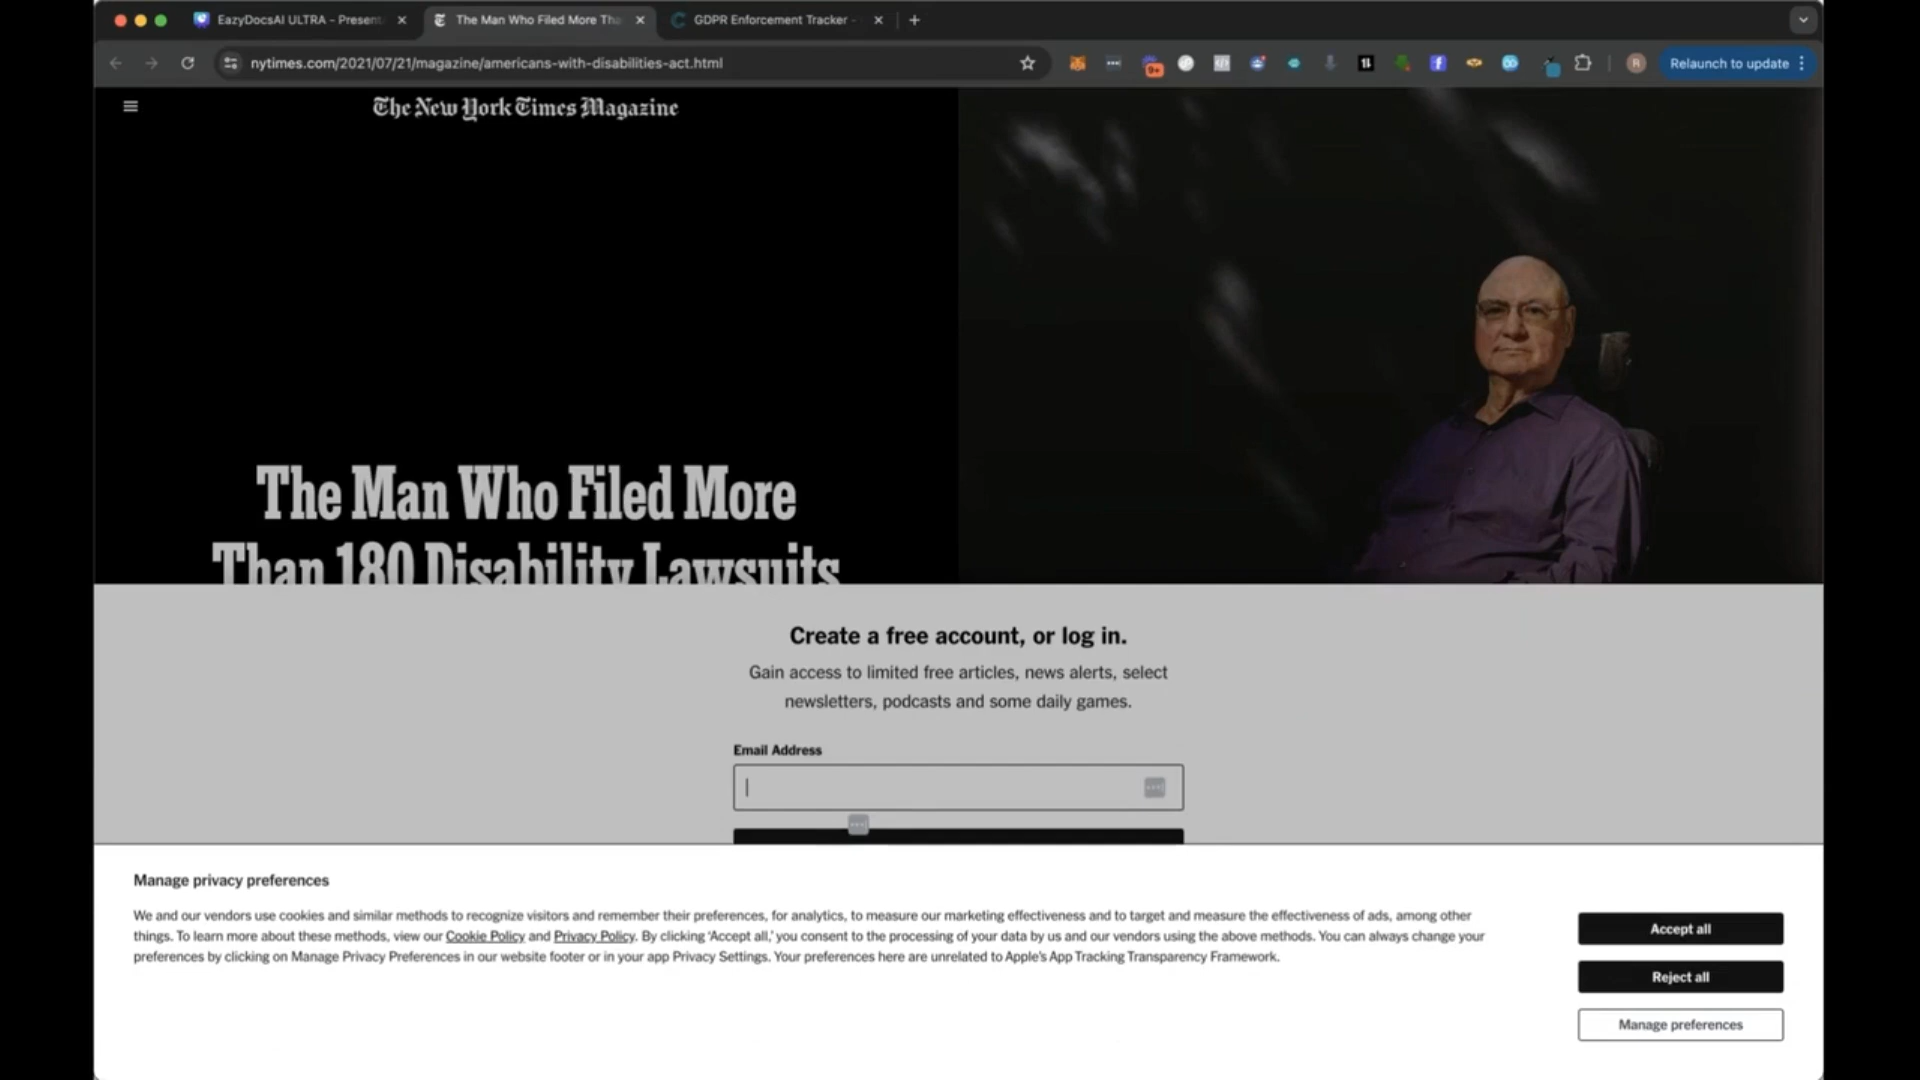 EazyDocsAI ULTRA - Present
The Man Who Filed More Tha
GDPR Enforcement Tracker -
nytimes.com/2021/07/21/magazine/americans-with-disabilities-act.html
9+
R
Relaunch to update
The New York Times Magazine
The Man Who Filed More
Than 180 Disability Lawsuits
Create a free account, or log in.
Gain access to limited free articles, news alerts, select
newsletters, podcasts and some daily games.
Email Address
Manage privacy preferences
We and our vendors use cookies and similar methods to recognize visitors and remember their preferences, for analytics, to measure our marketing effectiveness and to target and measure the effectiveness of ads, among other
things. To learn more about these methods, view our Cookie Policy and Privacy Policy. By clicking 'Accept all,' you consent to the processing of your data by us and our vendors using the above methods. You can always change your
preferences by clicking on Manage Privacy Preferences in our website footer or in your app Privacy Settings. Your preferences here are unrelated to Apple's App Tracking Transparency Framework.
Accept all
Reject all
Manage preferences